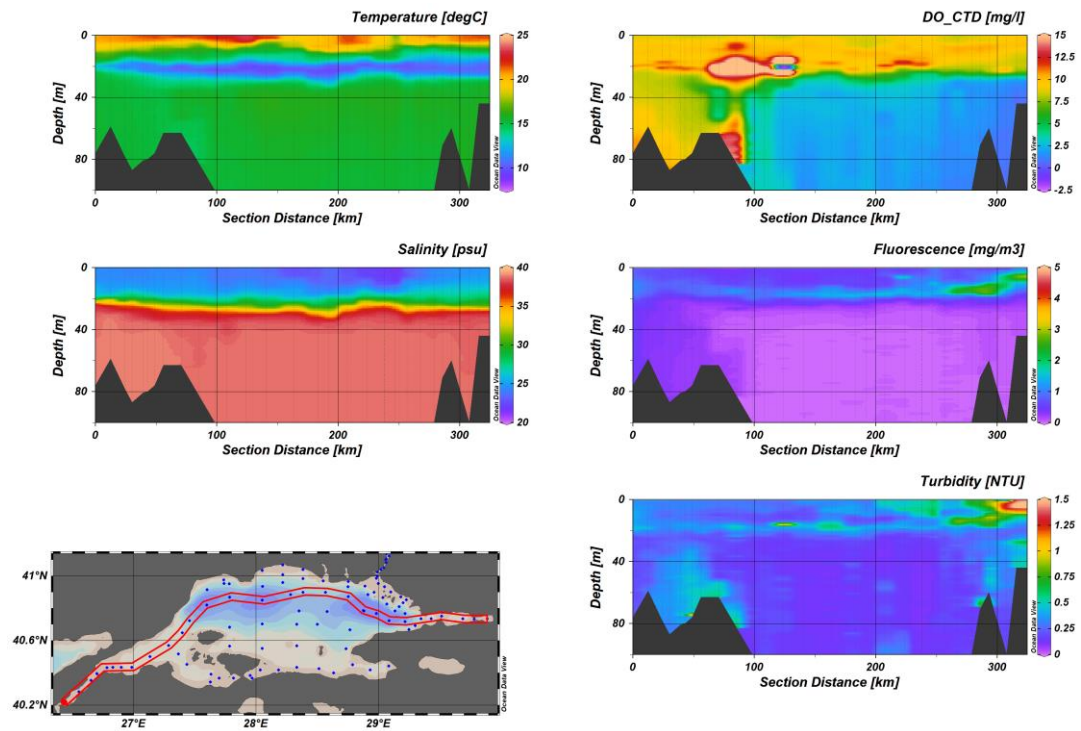 Temperature [degC]
0
40
80
Depth [m]
0
100
200
300
Section Distance [km]
25
20
15
10
Ocean Data View
DO_CTD [mg/l]
0
40
80
Depth [m]
0
100
200
300
Section Distance [km]
15
12.5
10
7.5
5
2.5
0
-2.5
Ocean Data View
Salinity [psu]
0
40
80
Depth [m]
0
100
200
300
Section Distance [km]
40
35
30
25
20
Ocean Data View
Fluorescence [mg/m3]
0
40
80
Depth [m]
0
100
200
300
Section Distance [km]
5
4
3
2
1
0
Ocean Data View
41°N
40.6°N
40.2°N
27°E
28°E
29°E
Ocean Data View
Turbidity [NTU]
0
40
80
Depth [m]
0
100
200
300
Section Distance [km]
1.5
1.25
1
0.75
0.5
0.25
0
Ocean Data View